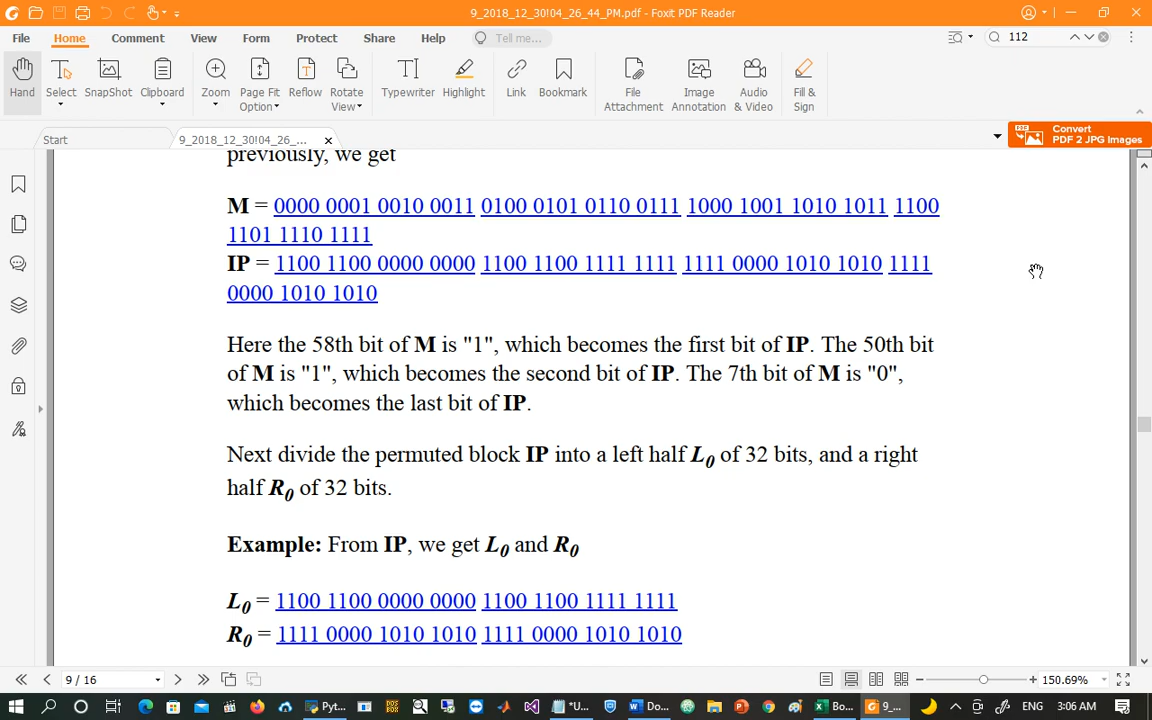 9_2018_12_30!04_26_44_PM.pdf - Foxit PDF Reader
File Home Comment View Form Protect Share Help Tell me... 112
Hand Select SnapShot Clipboard Zoom Page Fit Option Reflow Rotate View Typewriter Highlight Link Bookmark File Attachment Image Annotation Audio & Video Fill & Sign
Start 9_2018_12_30!04_26_... Convert PDF 2 JPG Images
previously, we get
M = 0000 0001 0010 0011 0100 0101 0110 0111 1000 1001 1010 1011 1100
1101 1110 1111
IP = 1100 1100 0000 0000 1100 1100 1111 1111 1111 0000 1010 1010 1111
0000 1010 1010
Here the 58th bit of M is "1", which becomes the first bit of IP. The 50th bit
of M is "1", which becomes the second bit of IP. The 7th bit of M is "0",
which becomes the last bit of IP.
Next divide the permuted block IP into a left half L0 of 32 bits, and a right
half R0 of 32 bits.
Example: From IP, we get L0 and R0
L0 = 1100 1100 0000 0000 1100 1100 1111 1111
R0 = 1111 0000 1010 1010 1111 0000 1010 1010
9 / 16 150.69%
Pyt... *U... Do... Bo... 9_... ENG 3:06 AM